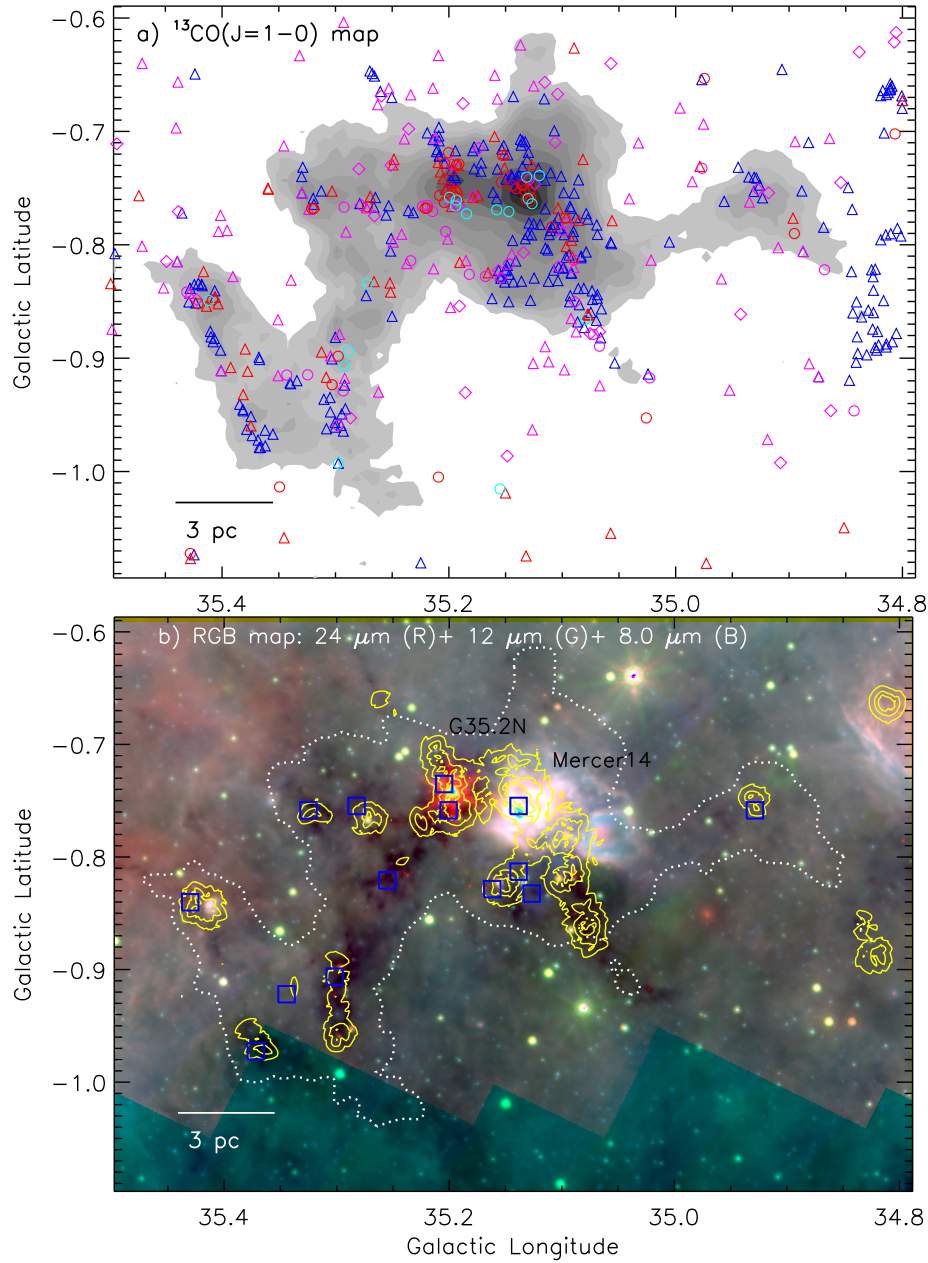 a) ¹³CO(J=1−0) map
−0.6
−0.7
−0.8
−0.9
−1.0
Galactic Latitude
3 pc
35.4
35.2
35.0
34.8
b) RGB map: 24 μm (R)+ 12 μm (G)+ 8.0 μm (B)
−0.6
−0.7
−0.8
−0.9
−1.0
Galactic Latitude
G35.2N
Mercer14
3 pc
35.4
35.2
35.0
34.8
Galactic Longitude